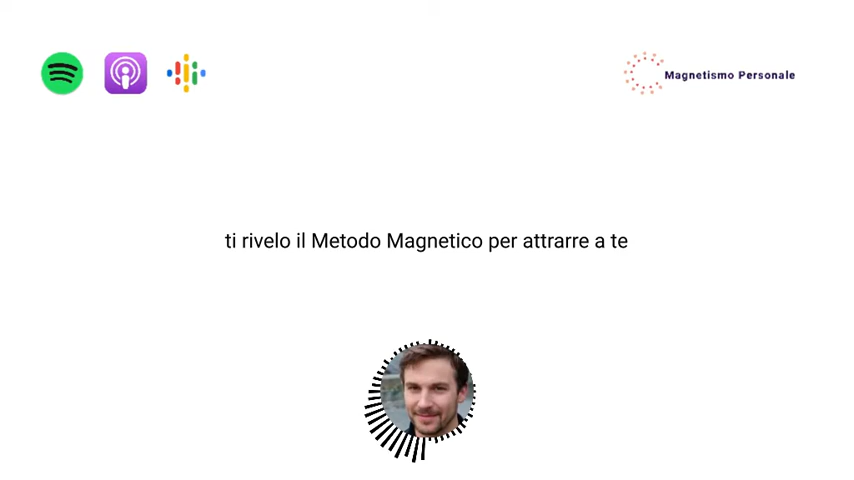 Magnetismo Personale
ti rivelo il Metodo Magnetico per attrarre a te